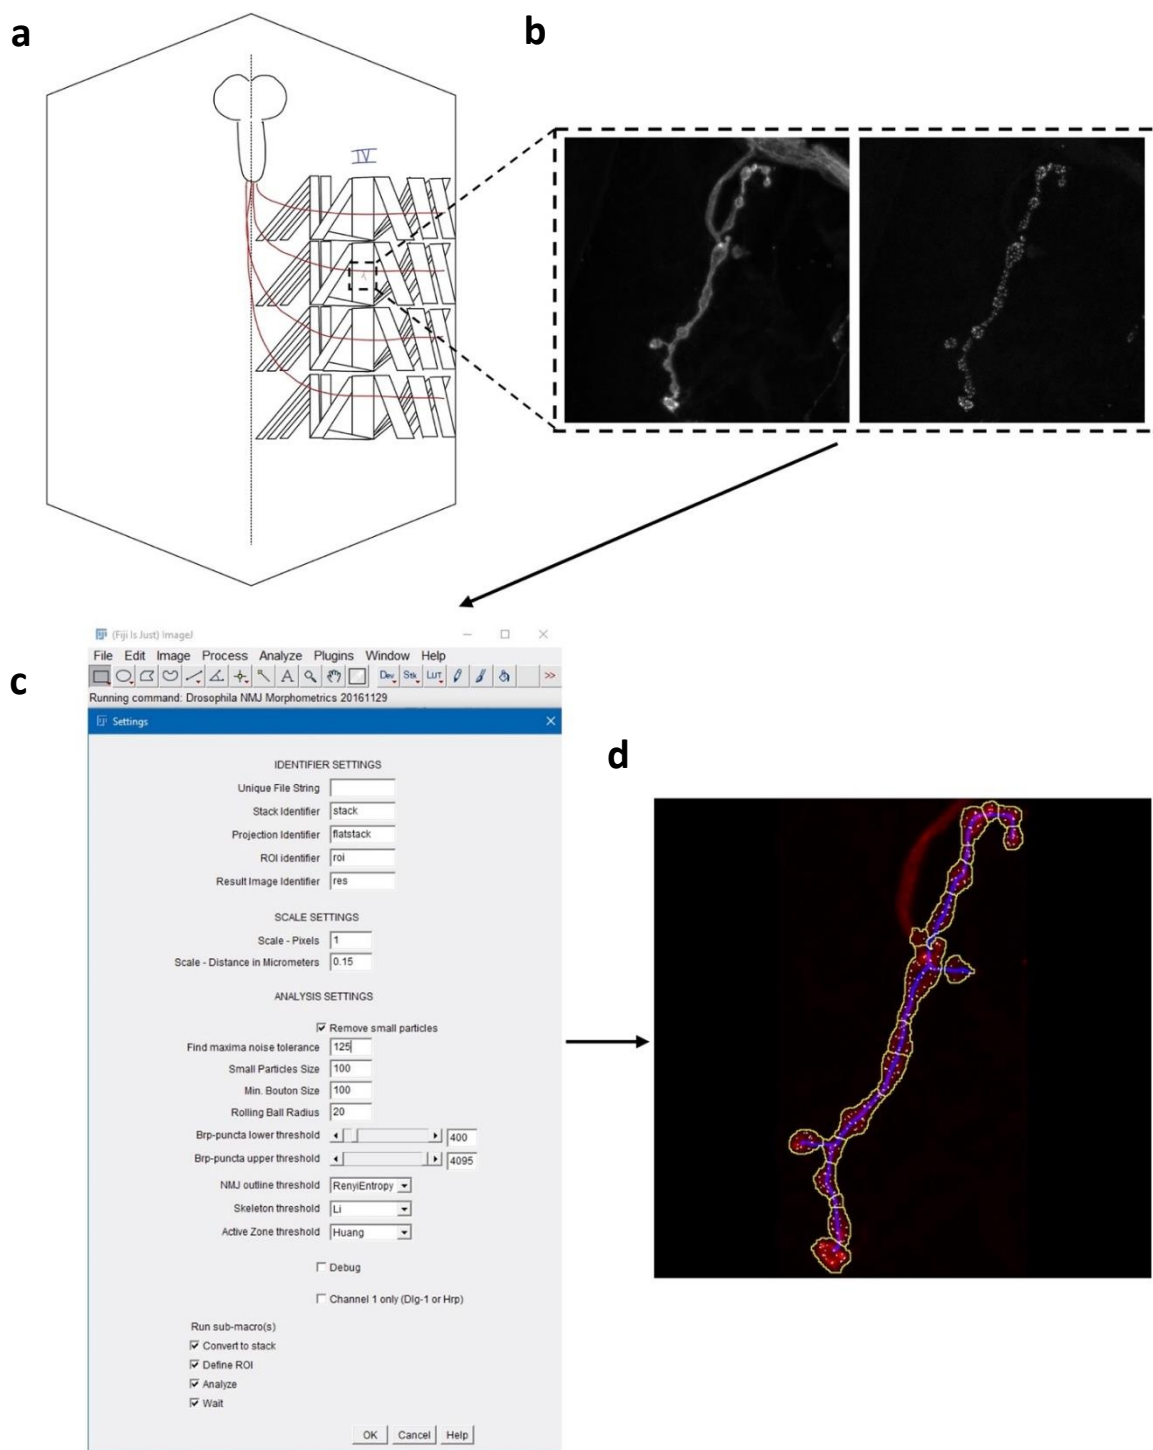 a
b
IV
c
(Fiji Is Just) ImageJ
File Edit Image Process Analyze Plugins Window Help
Dev Stk LUT >>
Running command: Drosophila NMJ Morphometrics 20161129
Settings
IDENTIFIER SETTINGS
Unique File String
Stack Identifier stack
Projection Identifier flatstack
ROI identifier roi
Result Image Identifier res
SCALE SETTINGS
Scale - Pixels 1
Scale - Distance in Micrometers 0.15
ANALYSIS SETTINGS
Remove small particles
Find maxima noise tolerance 125
Small Particles Size 100
Min. Bouton Size 100
Rolling Ball Radius 20
Brp-puncta lower threshold 400
Brp-puncta upper threshold 4095
NMJ outline threshold RenyiEntropy
Skeleton threshold Li
Active Zone threshold Huang
Debug
Channel 1 only (Dlg-1 or Hrp)
Run sub-macro(s)
Convert to stack
Define ROI
Analyze
Wait
OK Cancel Help
d